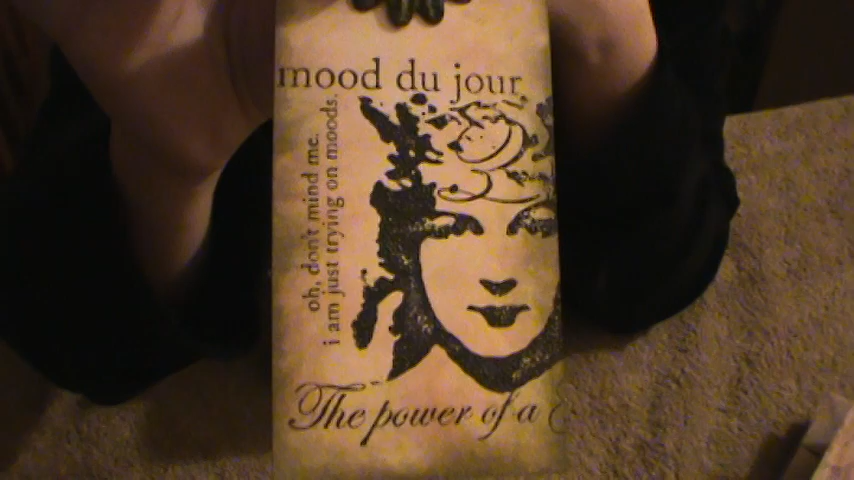 mood du jour
oh, don't mind me.
i am just trying on moods.
The power of a